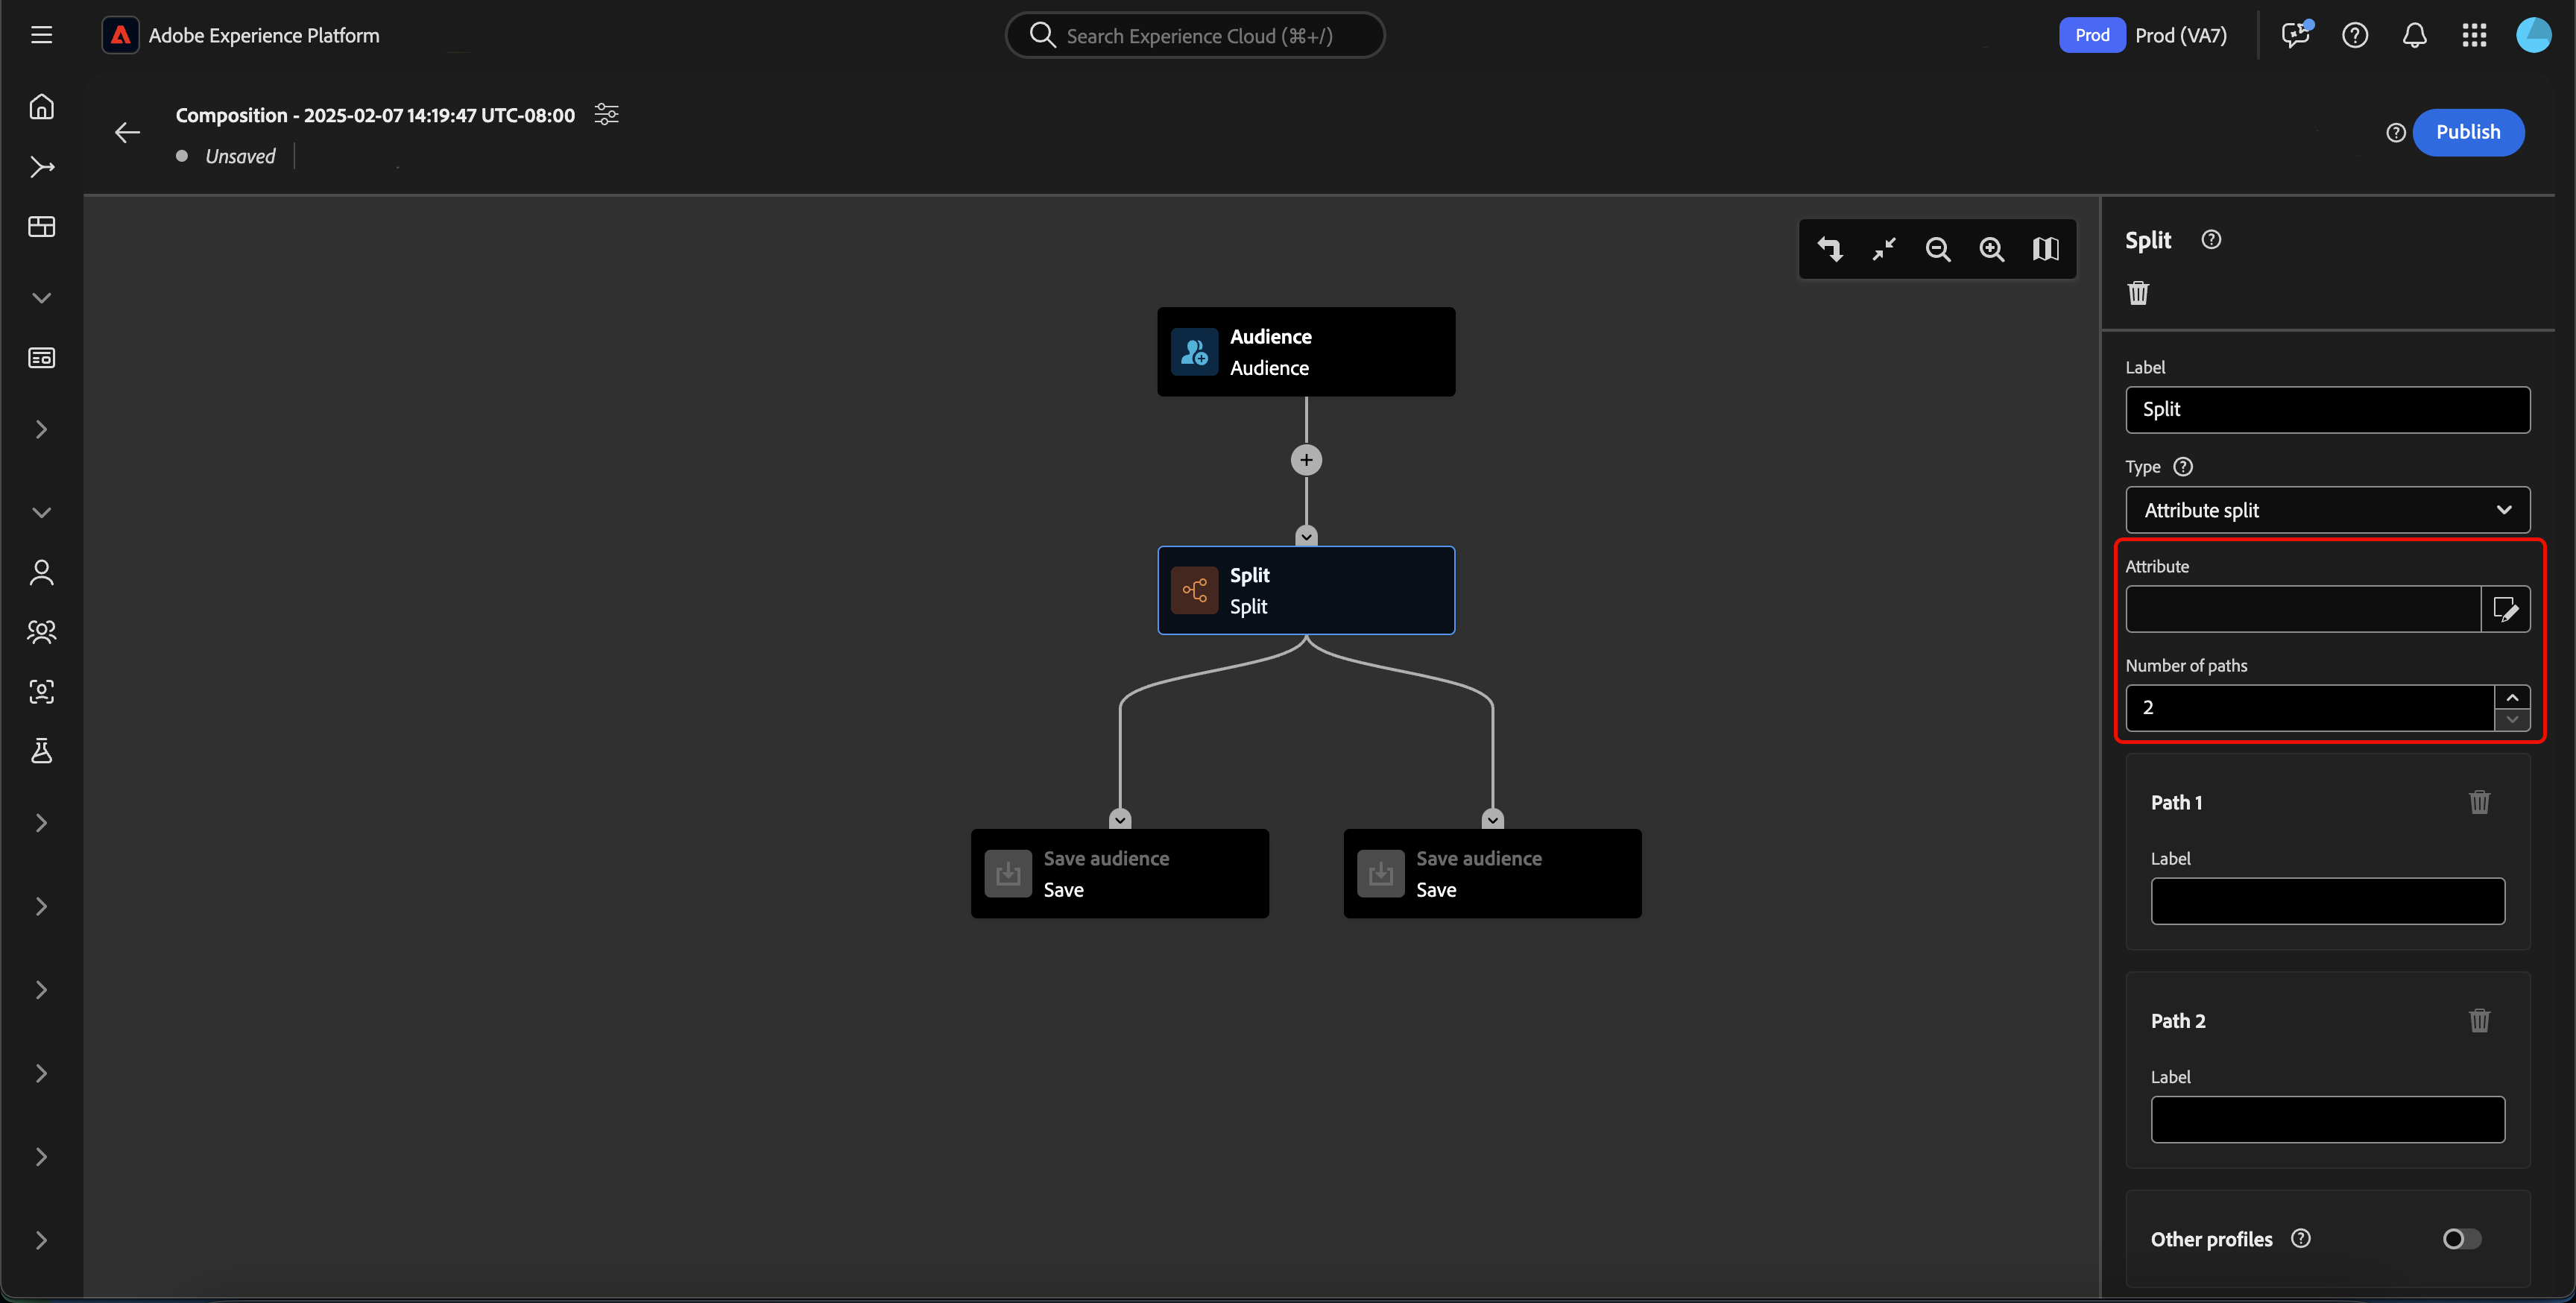 Adobe Experience Platform
Search Experience Cloud (⌘+/)
Prod
Prod (VA7)
Composition - 2025-02-07 14:19:47 UTC-08:00
Unsaved
Publish
Audience
Audience
Split
Split
Save audience
Save
Save audience
Save
Split
Label
Split
Type
Attribute split
Attribute
Number of paths
2
Path 1
Label
Path 2
Label
Other profiles